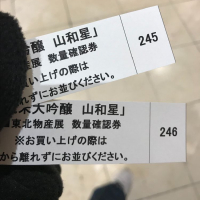 吟醸 山和星」
東北物産展 数量確認券
買い上げの際は
ずにお並びください。
245
大吟醸 山和星」
東北物産展 数量確認券
※お買い上げの際は
から離れずにお並びください。
246